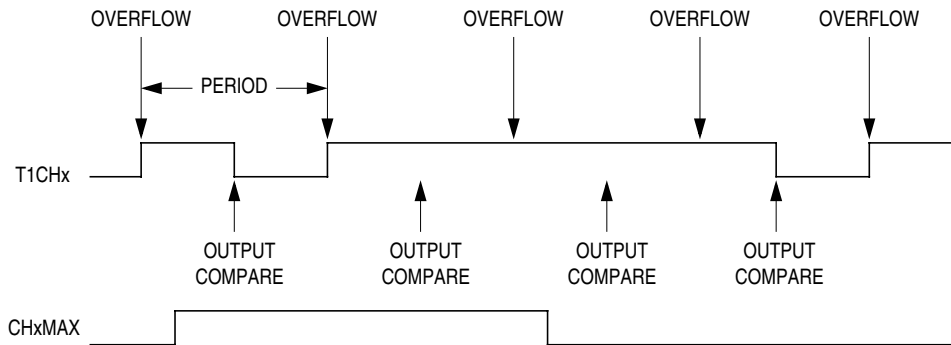 OVERFLOW OVERFLOW OVERFLOW OVERFLOW OVERFLOW
PERIOD
T1CHx
OUTPUT OUTPUT OUTPUT OUTPUT
COMPARE COMPARE COMPARE COMPARE
CHxMAX